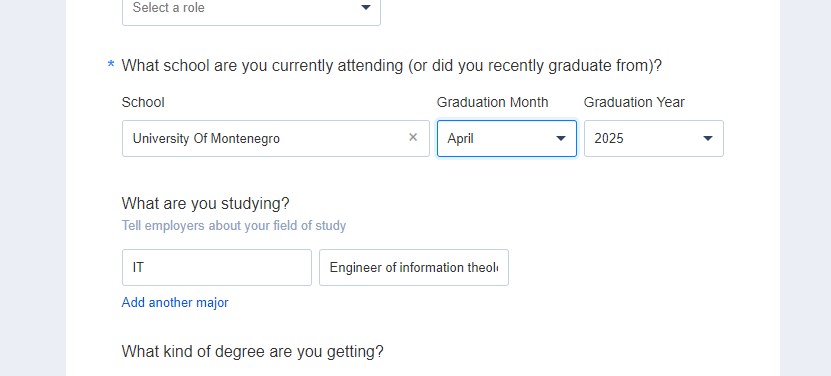 Select a role
* What school are you currently attending (or did you recently graduate from)?
School Graduation Month Graduation Year
University Of Montenegro × April 2025
What are you studying?
Tell employers about your field of study
IT Engineer of information theol
Add another major
What kind of degree are you getting?